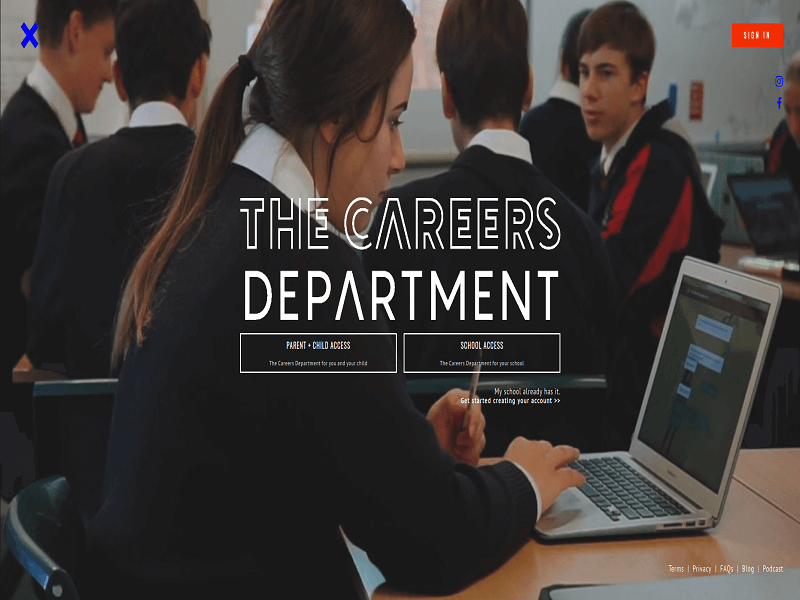 SIGN IN
THE CAREERS
DEPARTMENT
PARENT + CHILD ACCESS
The Careers Department for you and your child
SCHOOL ACCESS
The Careers Department for your school
My school already has it.
Get started creating your account >>
Terms | Privacy | FAQs | Blog | Podcast